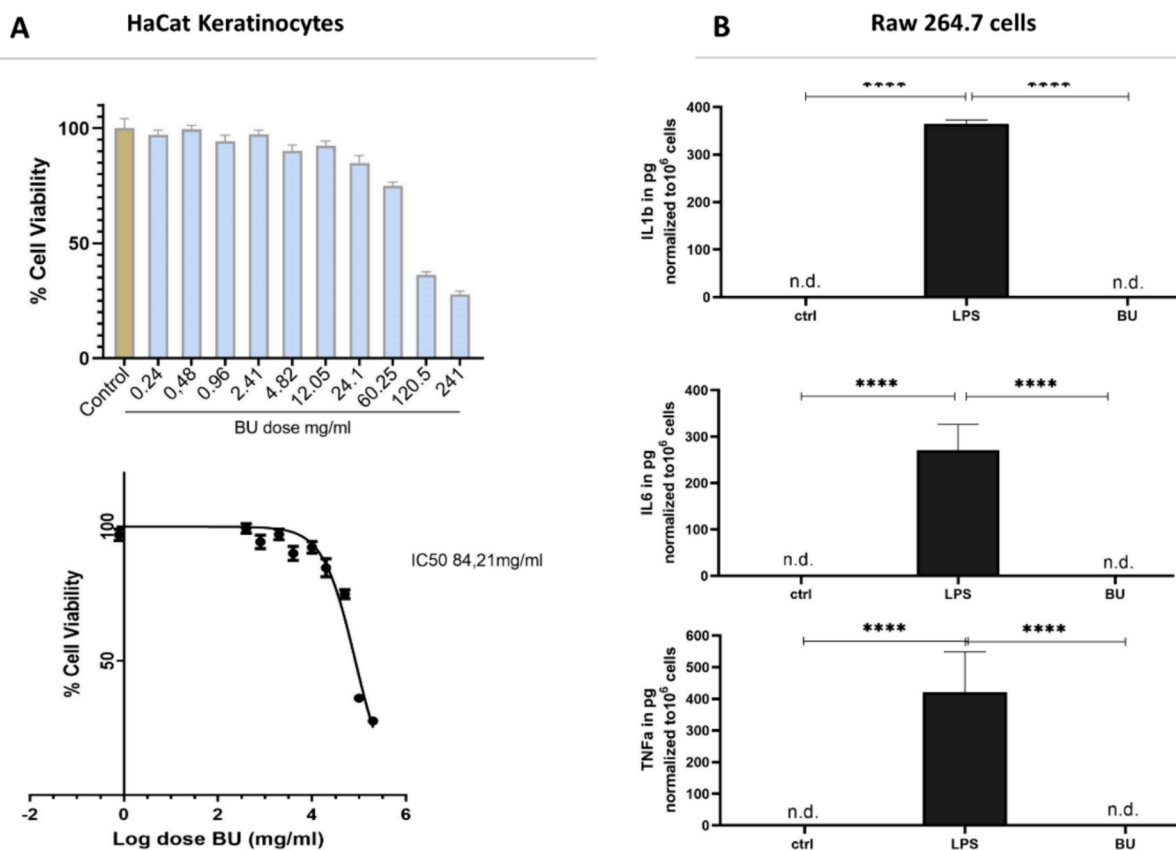 A
HaCat Keratinocytes
% Cell Viability
100
50
0
Control
0.24
0,48
0.96
2.41
4.82
12.05
24.1
60.25
120.5
241
BU dose mg/ml
% Cell Viability
100
50
IC50 84,21mg/ml
-2
0
2
4
6
Log dose BU (mg/ml)
B
Raw 264.7 cells
IL1b in pg
normalized to10⁶ cells
400
300
200
100
0
****
****
n.d.
n.d.
ctrl
LPS
BU
IL6 in pg
normalized to10⁶ cells
400
300
200
100
0
****
****
n.d.
n.d.
ctrl
LPS
BU
TNFa in pg
normalized to10⁶ cells
600
500
400
300
200
100
0
****
****
n.d.
n.d.
ctrl
LPS
BU